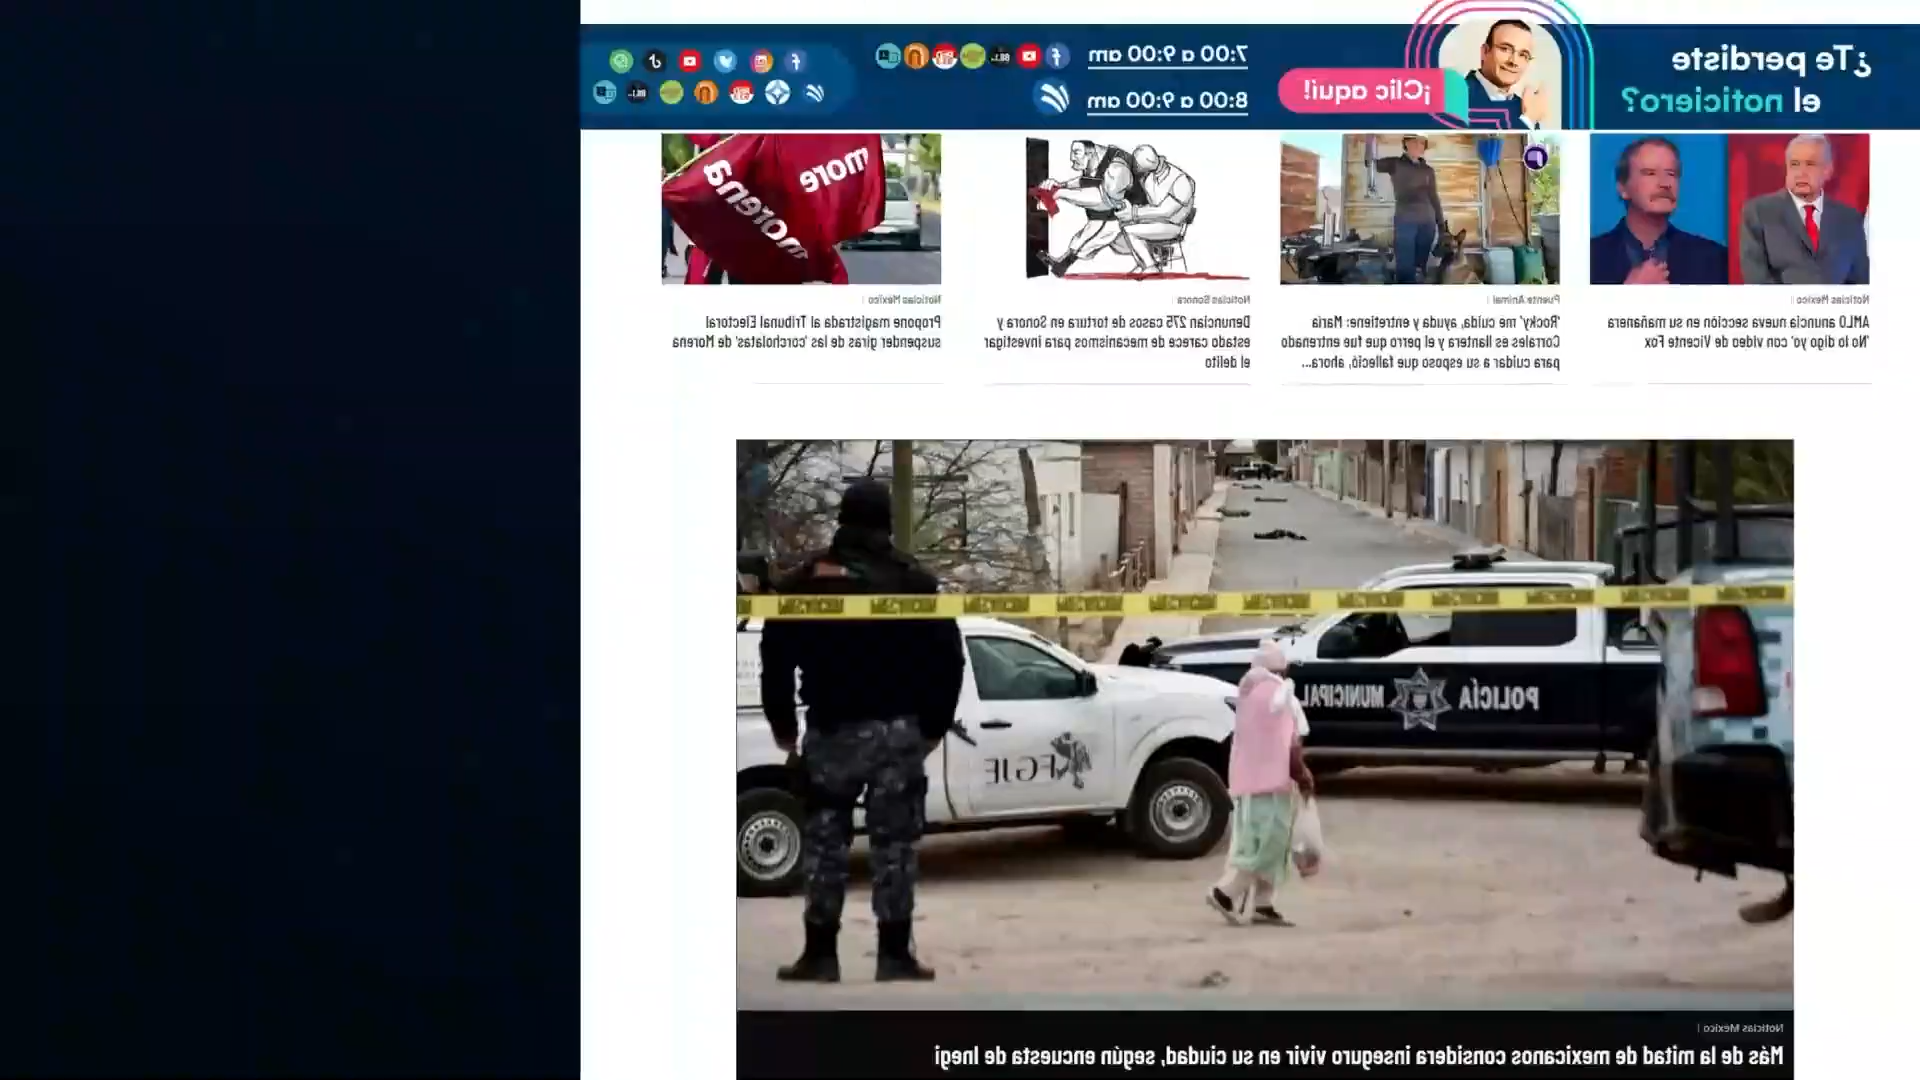 ¿Te perdiste
el noticiero?
¡Clic aquí!
7:00 a 9:00 am
8:00 a 9:00 am
more
morena
morena
Noticias México |
AMLO anuncia nueva sección en su mañanera
'No lo digo yo' con video de Vicente Fox
Puente Animal |
'Rocky' me cuida, ayuda y entretiene: María
Corrales es llantera y el perro que fue entrenado
para cuidar a su esposo que falleció, ahora...
Noticias Sonora |
Denuncian 275 casos de tortura en Sonora y
estado carece de mecanismos para investigar
el delito
Noticias México |
Propone magistrada al Tribunal Electoral
suspender giras de las 'corcholatas' de Morena
POLICÍA MUNICIPAL
FGJE
Noticias México |
Más de la mitad de mexicanos considera inseguro vivir en su ciudad, según encuesta de Inegi